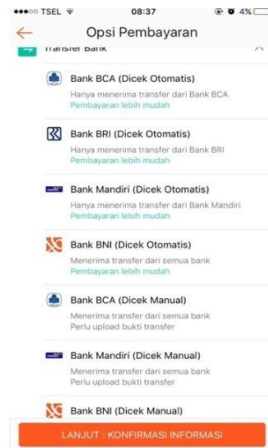 TSEL 08:37 4%
Opsi Pembayaran
Transfer Bank
Bank BCA (Dicek Otomatis)
Hanya menerima transfer dari Bank BCA
Pembayaran lebih mudah
Bank BRI (Dicek Otomatis)
Hanya menerima transfer dari Bank BRI
Pembayaran lebih mudah
Bank Mandiri (Dicek Otomatis)
Hanya menerima transfer dari Bank Mandiri
Pembayaran lebih mudah
Bank BNI (Dicek Otomatis)
Menerima transfer dari semua bank
Pembayaran lebih mudah
Bank BCA (Dicek Manual)
Menerima transfer dari semua bank
Perlu upload bukti transfer
Bank Mandiri (Dicek Manual)
Menerima transfer dari semua bank
Perlu upload bukti transfer
Bank BNI (Dicek Manual)
LANJUT : KONFIRMASI INFORMASI